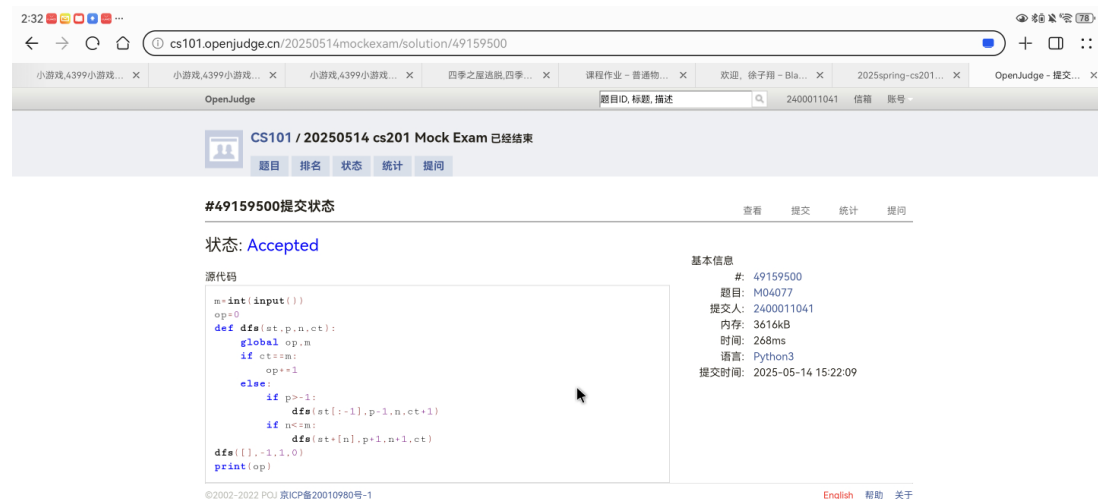 2:32 ... 78
cs101.openjudge.cn/20250514mockexam/solution/49159500
小游戏,4399小游戏... × 小游戏,4399小游戏... × 小游戏,4399小游戏... × 四季之屋逃脱,四季... × 课程作业 – 普通物... × 欢迎，徐子翔 – Bla... × 2025spring-cs201... × OpenJudge - 提交... ×
OpenJudge 题目ID, 标题, 描述 2400011041 信箱 账号
CS101 / 20250514 cs201 Mock Exam 已经结束
题目 排名 状态 统计 提问
#49159500提交状态 查看 提交 统计 提问
状态: Accepted
源代码
m=int(input())
op=0
def dfs(st,p,n,ct):
    global op,m
    if ct==m:
        op+=1
    else:
        if p>-1:
            dfs(st[:-1],p-1,n,ct+1)
        if n<=m:
            dfs(st+[n],p+1,n+1,ct)
dfs([],-1,1,0)
print(op)
基本信息
#: 49159500
题目: M04077
提交人: 2400011041
内存: 3616kB
时间: 268ms
语言: Python3
提交时间: 2025-05-14 15:22:09
©2002-2022 POJ 京ICP备20010980号-1 English 帮助 关于